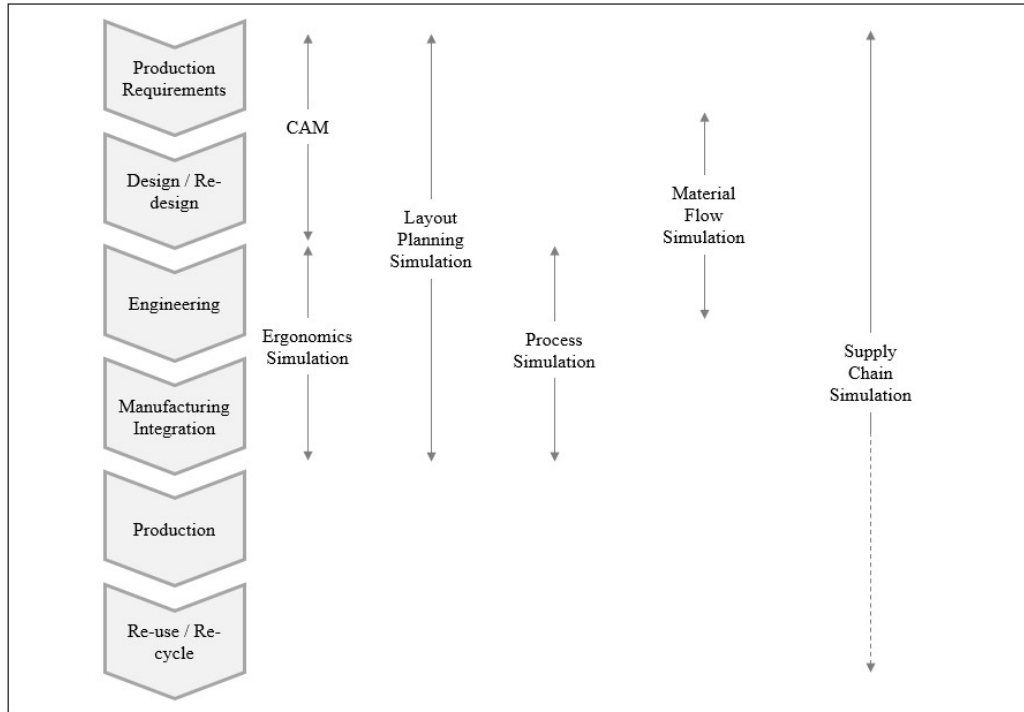 Production
Requirements
Design / Re-
design
Engineering
Manufacturing
Integration
Production
Re-use / Re-
cycle
CAM
Ergonomics
Simulation
Layout
Planning
Simulation
Process
Simulation
Material
Flow
Simulation
Supply
Chain
Simulation